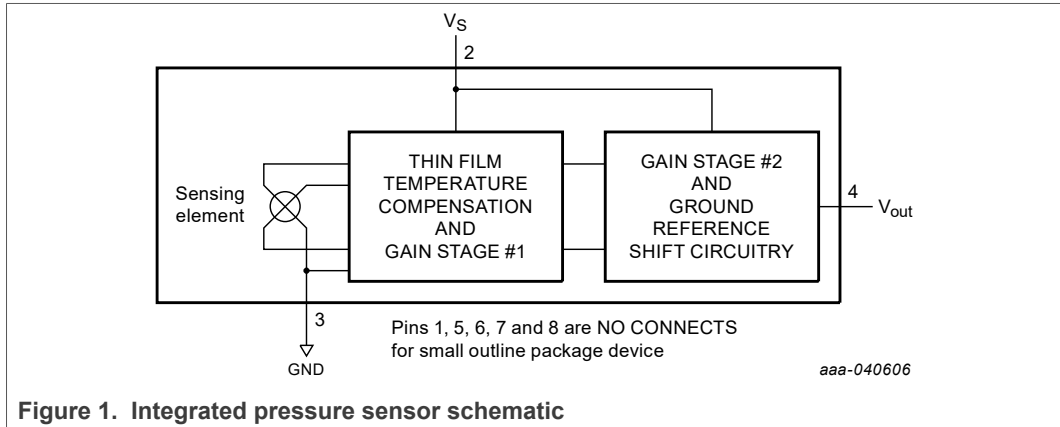 VS
2
Sensing
element
THIN FILM
TEMPERATURE
COMPENSATION
AND
GAIN STAGE #1
GAIN STAGE #2
AND
GROUND
REFERENCE
SHIFT CIRCUITRY
4
Vout
3
GND
Pins 1, 5, 6, 7 and 8 are NO CONNECTS
for small outline package device
aaa-040606
Figure 1. Integrated pressure sensor schematic